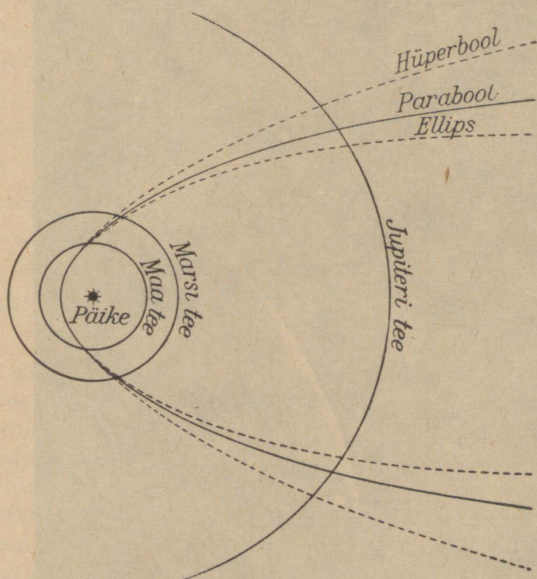 Hüperbool
Parabool
Ellips
Marsi tee
Maa tee
Päike
Jupiteri tee